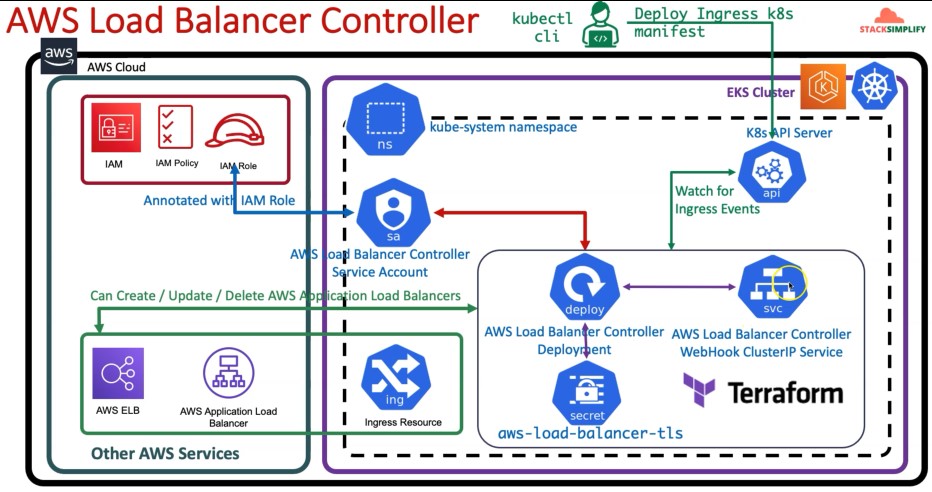 AWS Load Balancer Controller
kubectl
cli
Deploy Ingress k8s
manifest
STACKSIMPLIFY
aws
AWS Cloud
EKS Cluster
K
ns
kube-system namespace
K8s API Server
api
IAM
IAM Policy
IAM Role
Annotated with IAM Role
Watch for
Ingress Events
sa
AWS Load Balancer Controller
Service Account
Can Create / Update / Delete AWS Application Load Balancers
deploy
svc
AWS Load Balancer Controller
Deployment
AWS Load Balancer Controller
WebHook ClusterIP Service
AWS ELB
AWS Application Load
Balancer
ing
Ingress Resource
secret
aws-load-balancer-tls
Terraform
Other AWS Services